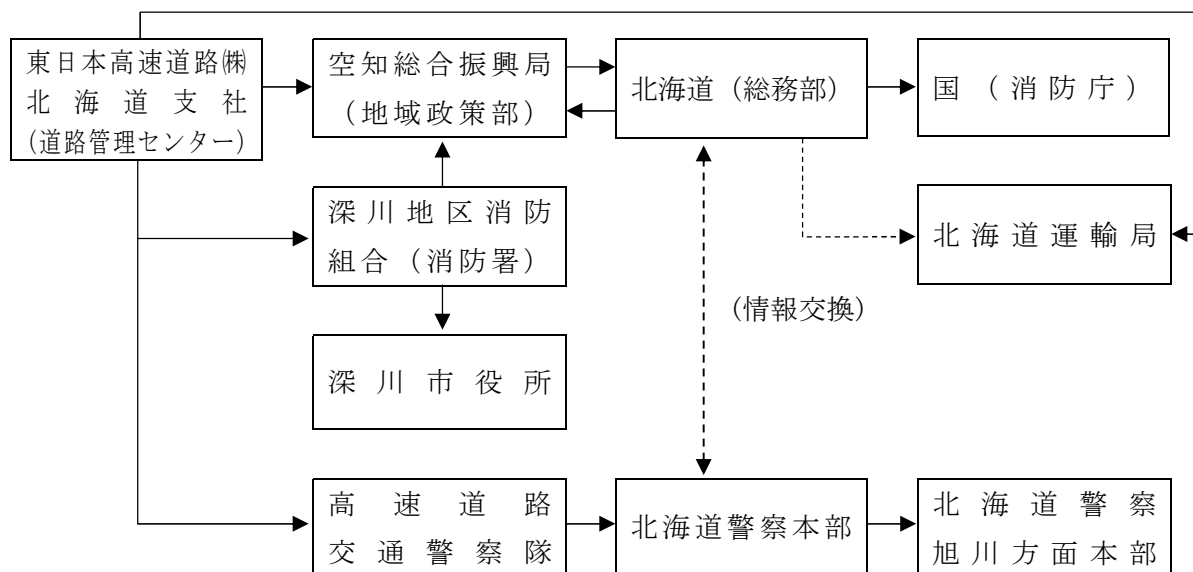 東日本高速道路㈱
北海道支社
(道路管理センター)
空知総合振興局
(地域政策部)
北海道(総務部)
国(消防庁)
深川地区消防
組合(消防署)
北海道運輸局
(情報交換)
深川市役所
高速道路
交通警察隊
北海道警察本部
北海道警察
旭川方面本部